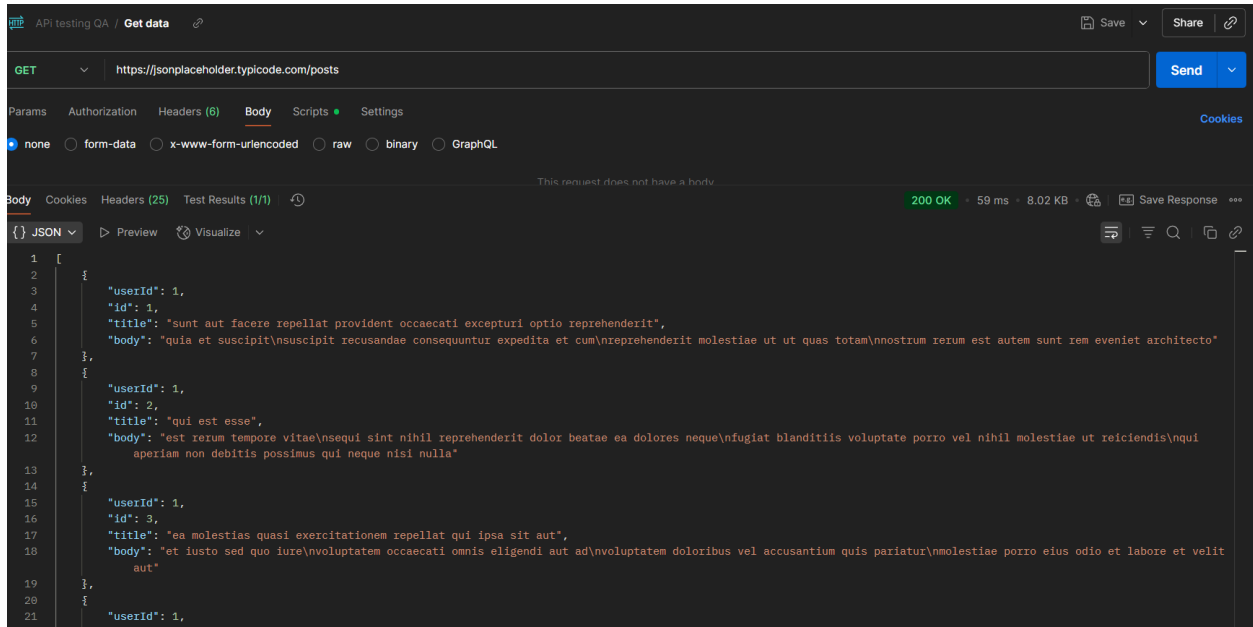 HTTP APi testing QA / Get data Save Share
GET https://jsonplaceholder.typicode.com/posts Send
Params Authorization Headers (6) Body Scripts Settings Cookies
none form-data x-www-form-urlencoded raw binary GraphQL
This request does not have a body
Body Cookies Headers (25) Test Results (1/1) 200 OK 59 ms 8.02 KB e.g. Save Response
{} JSON Preview Visualize
1 [
2 {
3 "userId": 1,
4 "id": 1,
5 "title": "sunt aut facere repellat provident occaecati excepturi optio reprehenderit",
6 "body": "quia et suscipit\nsuscipit recusandae consequuntur expedita et cum\nreprehenderit molestiae ut ut quas totam\nnostrum rerum est autem sunt rem eveniet architecto"
7 },
8 {
9 "userId": 1,
10 "id": 2,
11 "title": "qui est esse",
12 "body": "est rerum tempore vitae\nsequi sint nihil reprehenderit dolor beatae ea dolores neque\nfugiat blanditiis voluptate porro vel nihil molestiae ut reiciendis\nqui
aperiam non debitis possimus qui neque nisi nulla"
13 },
14 {
15 "userId": 1,
16 "id": 3,
17 "title": "ea molestias quasi exercitationem repellat qui ipsa sit aut",
18 "body": "et iusto sed quo iure\nvoluptatem occaecati omnis eligendi aut ad\nvoluptatem doloribus vel accusantium quis pariatur\nmolestiae porro eius odio et labore et velit
aut"
19 },
20 {
21 "userId": 1,